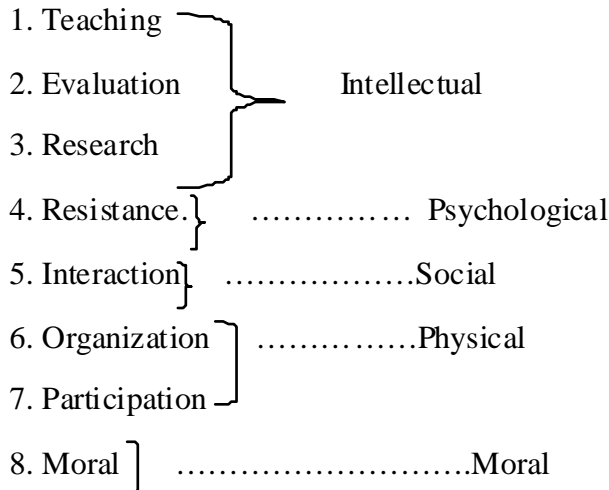 1. Teaching
2. Evaluation Intellectual
3. Research
4. Resistance. …………… Psychological
5. Interaction ………………..Social
6. Organization …………….Physical
7. Participation
8. Moral ……………………….Moral